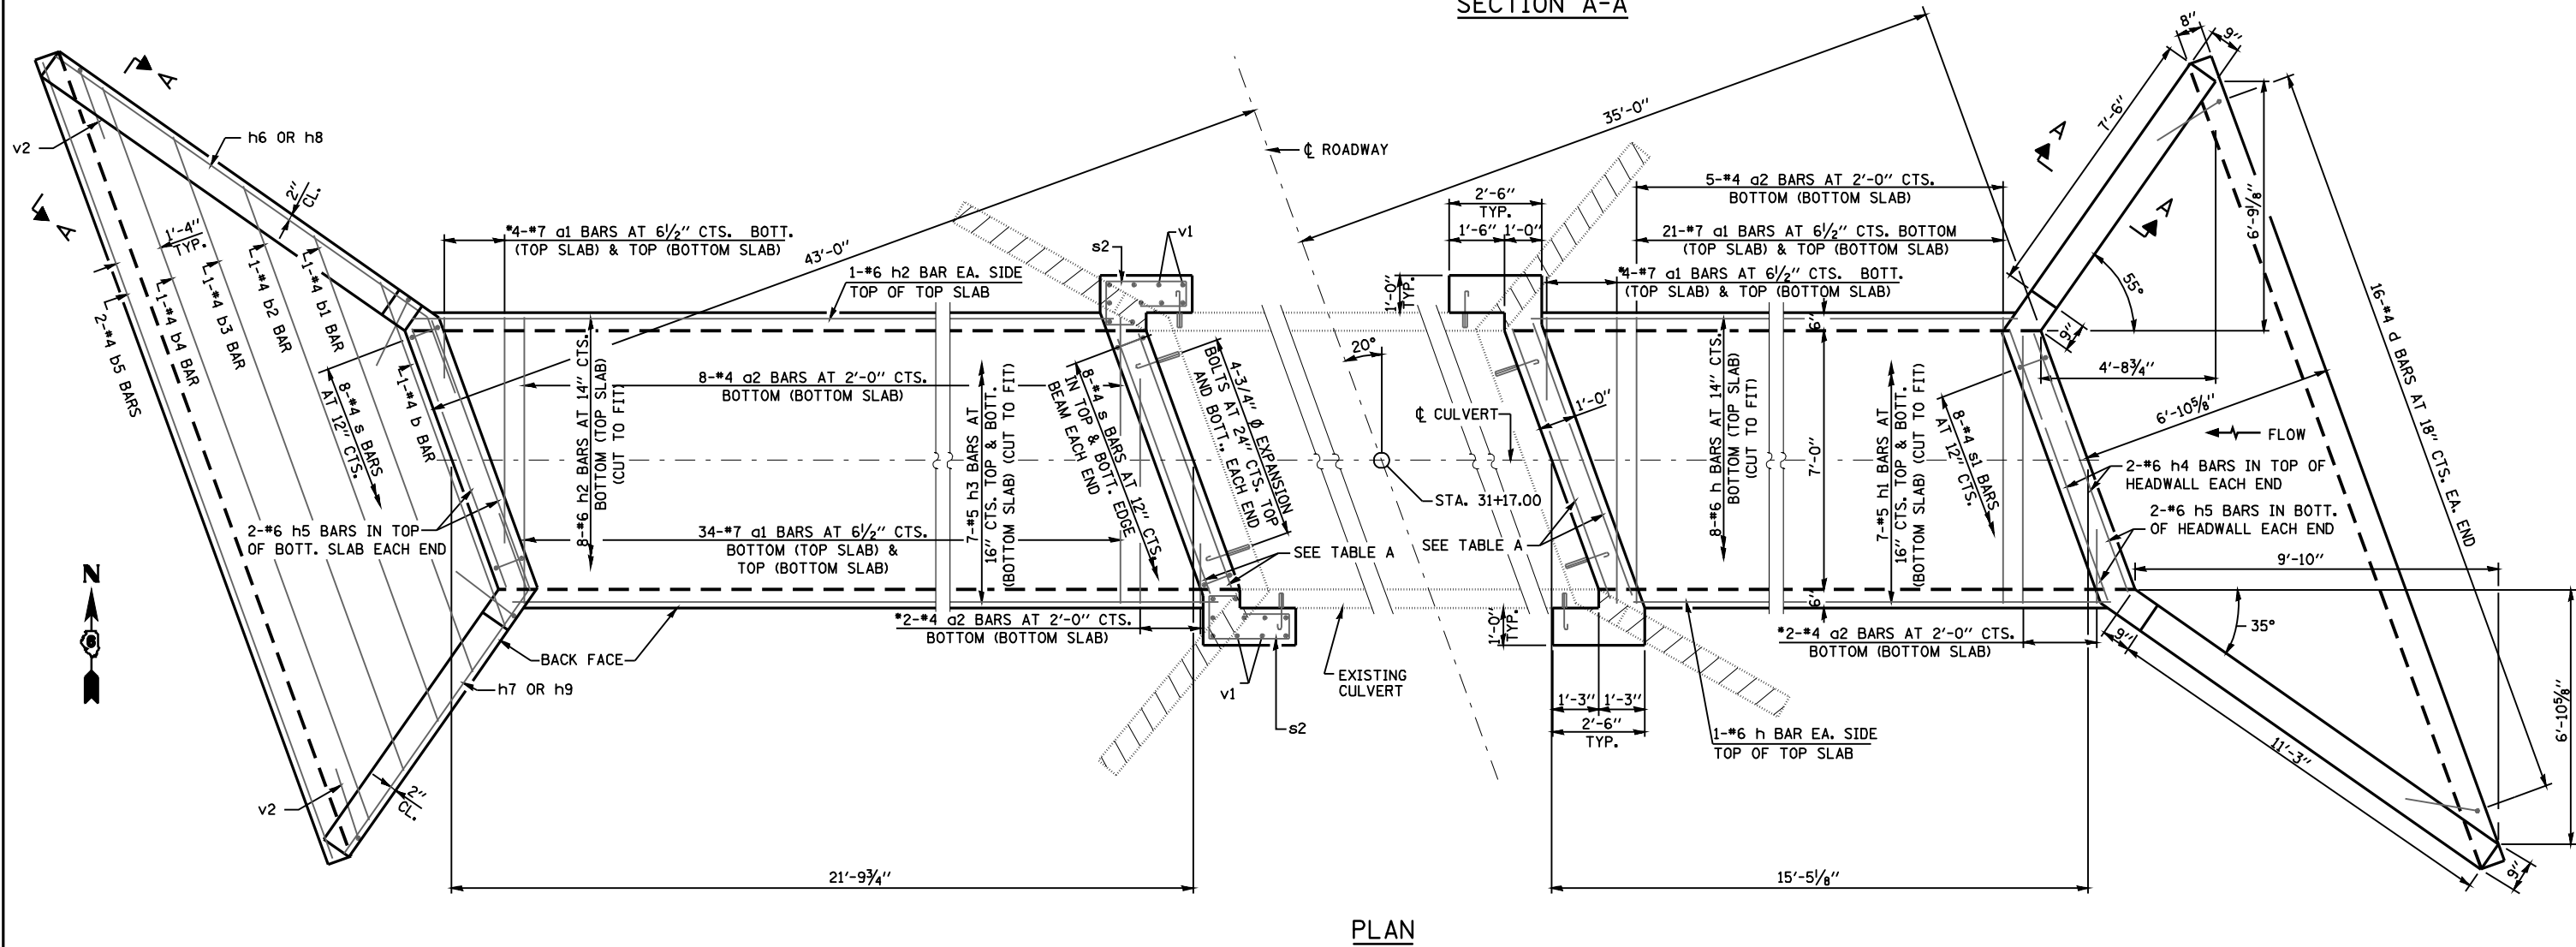 SECTION A-A
A
A
v2
h6 OR h8
2" CL.
1'-4" TYP.
1-#4 b1 BAR
1-#4 b2 BAR
1-#4 b3 BAR
1-#4 b4 BAR
2-#4 b5 BARS
1-#4 b BAR
8-#4 s BARS
AT 12" CTS.
*4-#7 a1 BARS AT 6½" CTS. BOTT.
(TOP SLAB) & TOP (BOTTOM SLAB)
43'-0"
1-#6 h2 BAR EA. SIDE
TOP OF TOP SLAB
8-#6 h2 BARS AT 14" CTS.
BOTTOM (TOP SLAB)
(CUT TO FIT)
8-#4 a2 BARS AT 2'-0" CTS.
BOTTOM (BOTTOM SLAB)
7-#5 h3 BARS AT
16" CTS. TOP & BOTT.
(BOTTOM SLAB) (CUT TO FIT)
34-#7 a1 BARS AT 6½" CTS.
BOTTOM (TOP SLAB) &
TOP (BOTTOM SLAB)
2-#6 h5 BARS IN TOP
OF BOTT. SLAB EACH END
BACK FACE
h7 OR h9
v2
2"
CL.
N
6
*2-#4 a2 BARS AT 2'-0" CTS.
BOTTOM (BOTTOM SLAB)
21'-9¾"
s2
v1
8-#4 s BARS AT 12" CTS.
IN TOP & BOTT. EDGE
BEAM EACH END
4-3/4" Ø EXPANSION
BOLTS AT 24" CTS. TOP
AND BOTT. EACH END
SEE TABLE A
v1
s2
EXISTING
CULVERT
℄ ROADWAY
20°
℄ CULVERT
STA. 31+17.00
SEE TABLE A
35'-0"
2'-6"
TYP.
1'-6"
1'-0"
1'-0"
TYP.
1'-0"
1'-0"
TYP.
1'-3"
1'-3"
2'-6"
TYP.
5-#4 a2 BARS AT 2'-0" CTS.
BOTTOM (BOTTOM SLAB)
21-#7 a1 BARS AT 6½" CTS. BOTTOM
(TOP SLAB) & TOP (BOTTOM SLAB)
*4-#7 a1 BARS AT 6½" CTS. BOTT.
(TOP SLAB) & TOP (BOTTOM SLAB)
8-#6 h BARS AT 14" CTS.
BOTTOM (TOP SLAB)
(CUT TO FIT)
6"
7'-0"
6"
7-#5 h1 BARS AT
16" CTS. TOP & BOTT.
(BOTTOM SLAB) (CUT TO FIT)
8-#4 s1 BARS
AT 12" CTS.
*2-#4 a2 BARS AT 2'-0" CTS.
BOTTOM (BOTTOM SLAB)
1-#6 h BAR EA. SIDE
TOP OF TOP SLAB
15'-5⅛"
A
A
7'-6"
8"
9"
55°
9"
4'-8¾"
6'-10⅝"
FLOW
2-#6 h4 BARS IN TOP OF
HEADWALL EACH END
2-#6 h5 BARS IN BOTT.
OF HEADWALL EACH END
16-#4 d BARS AT 18" CTS. EA. END
9'-10"
35°
9"
11'-3"
6'-10⅝"
9"
PLAN